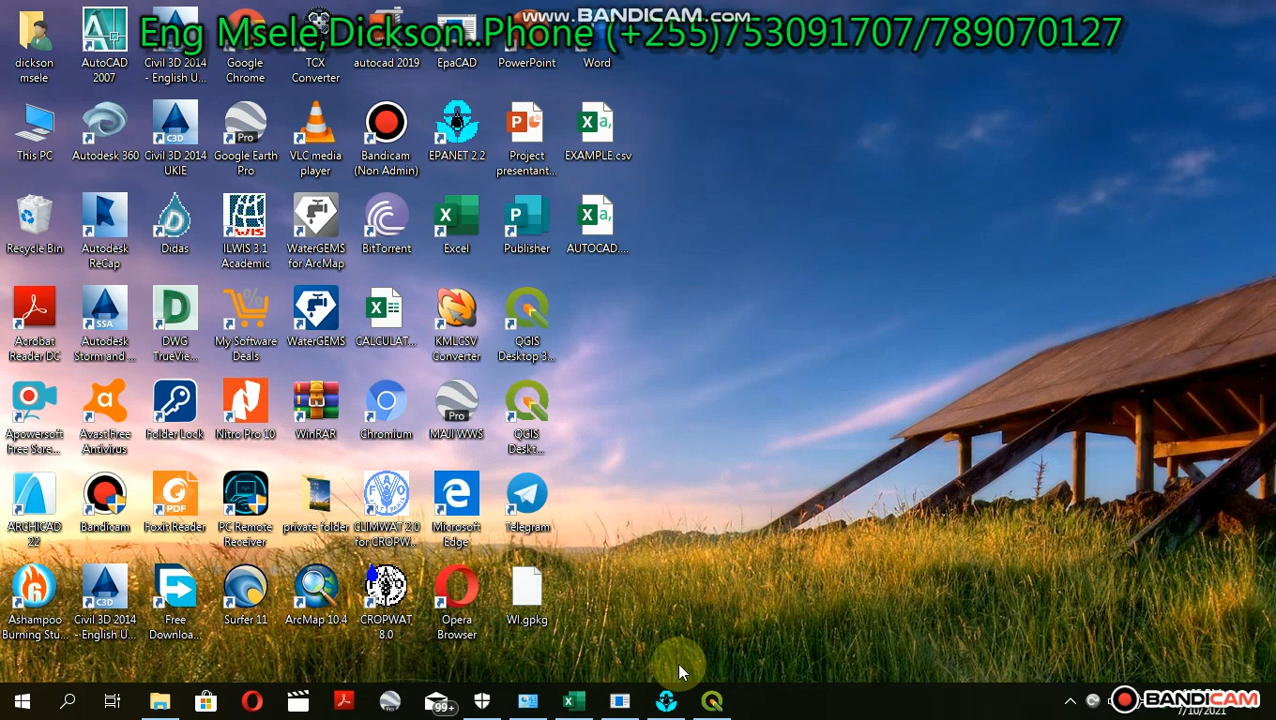 www.BANDICAM.com
Eng Msele,Dickson..Phone (+255)753091707/789070127
dickson msele
AutoCAD 2007
Civil 3D 2014 - English U...
Google Chrome
TCX Converter
autocad 2019
EpaCAD
PowerPoint
Word
This PC
Autodesk 360
Civil 3D 2014 UKIE
Google Earth Pro
VLC media player
Bandicam (Non Admin)
EPANET 2.2
Project presentant...
EXAMPLE.csv
Recycle Bin
Autodesk ReCap
Didas
ILWIS 3.1 Academic
WaterGEMS for ArcMap
BitTorrent
Excel
Publisher
AUTOCAD....
Acrobat Reader DC
Autodesk Storm and ...
DWG TrueVie...
My Software Deals
WaterGEMS
CALCULAT...
KMLCSV Converter
QGIS Desktop 3...
Apowersoft Free Scre...
Avast Free Antivirus
Folder Lock
Nitro Pro 10
WinRAR
Chromium
MAJI WWS
QGIS Deskt...
ARCHICAD 22
Bandicam
Foxit Reader
PC Remote Receiver
private folder
CLIMWAT 2.0 for CROPW...
Microsoft Edge
Telegram
Ashampoo Burning Stu...
Civil 3D 2014 - English U...
Free Downloa...
Surfer 11
ArcMap 10.4
CROPWAT 8.0
Opera Browser
WI.gpkg
99+
BANDICAM
7/10/2021